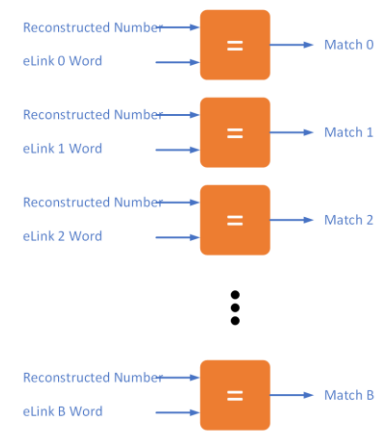 Reconstructed Number
=
Match 0
eLink 0 Word
Reconstructed Number
=
Match 1
eLink 1 Word
Reconstructed Number
=
Match 2
eLink 2 Word
Reconstructed Number
=
Match B
eLink B Word